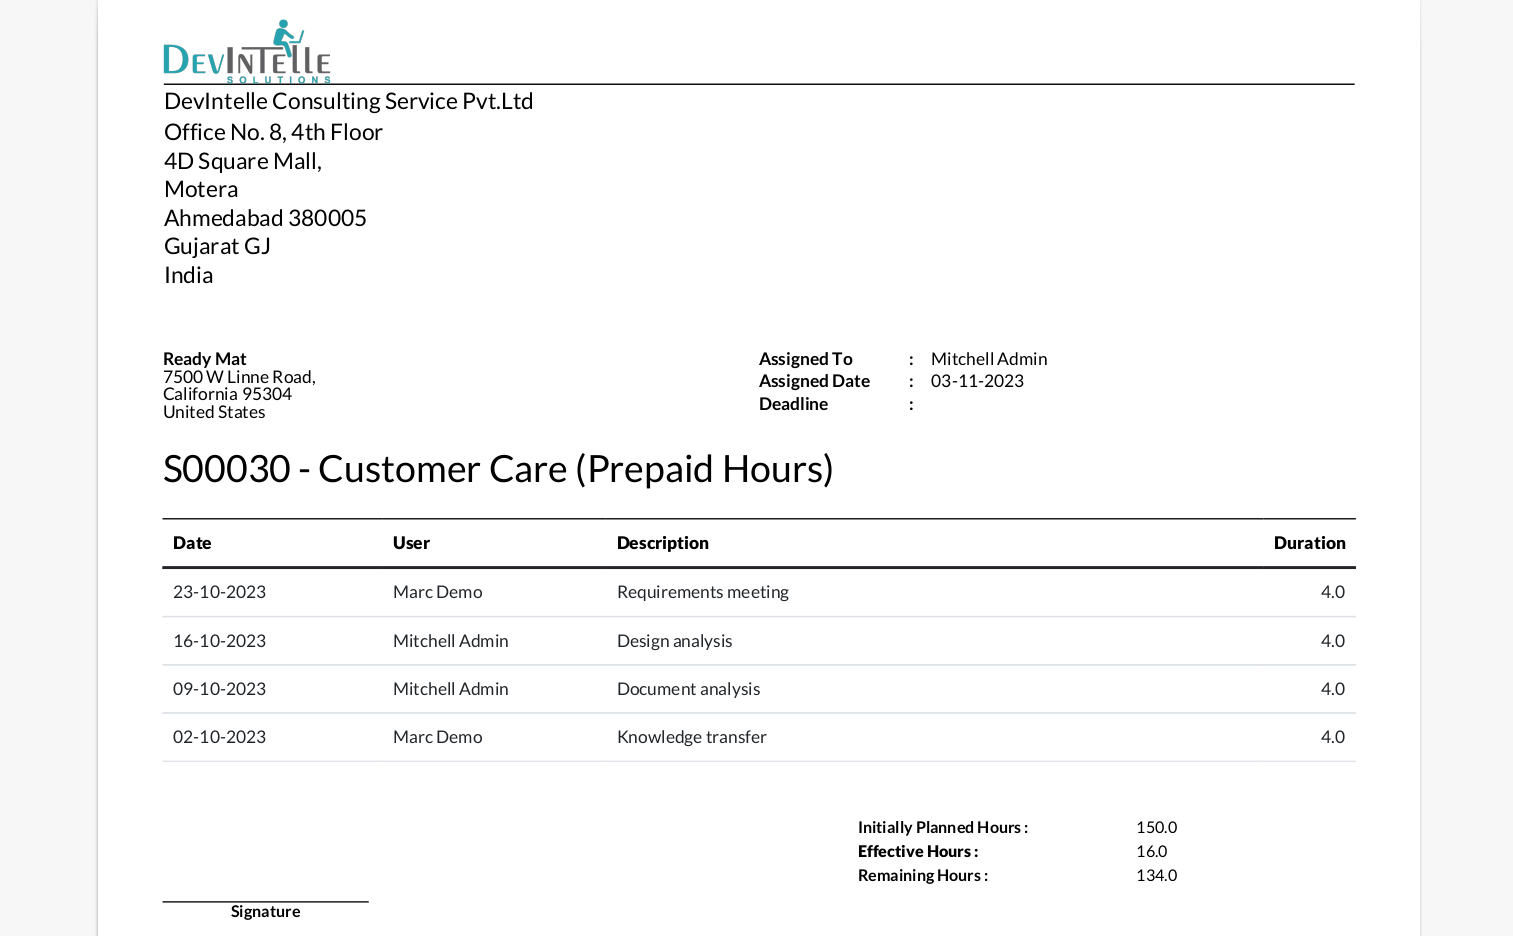 DEVINTELLE
SOLUTIONS
DevIntelle Consulting Service Pvt.Ltd
Office No. 8, 4th Floor
4D Square Mall,
Motera
Ahmedabad 380005
Gujarat GJ
India
Ready Mat
7500 W Linne Road,
California 95304
United States
Assigned To : Mitchell Admin
Assigned Date : 03-11-2023
Deadline :
S00030 - Customer Care (Prepaid Hours)
Date User Description Duration
23-10-2023 Marc Demo Requirements meeting 4.0
16-10-2023 Mitchell Admin Design analysis 4.0
09-10-2023 Mitchell Admin Document analysis 4.0
02-10-2023 Marc Demo Knowledge transfer 4.0
Initially Planned Hours : 150.0
Effective Hours : 16.0
Remaining Hours : 134.0
Signature